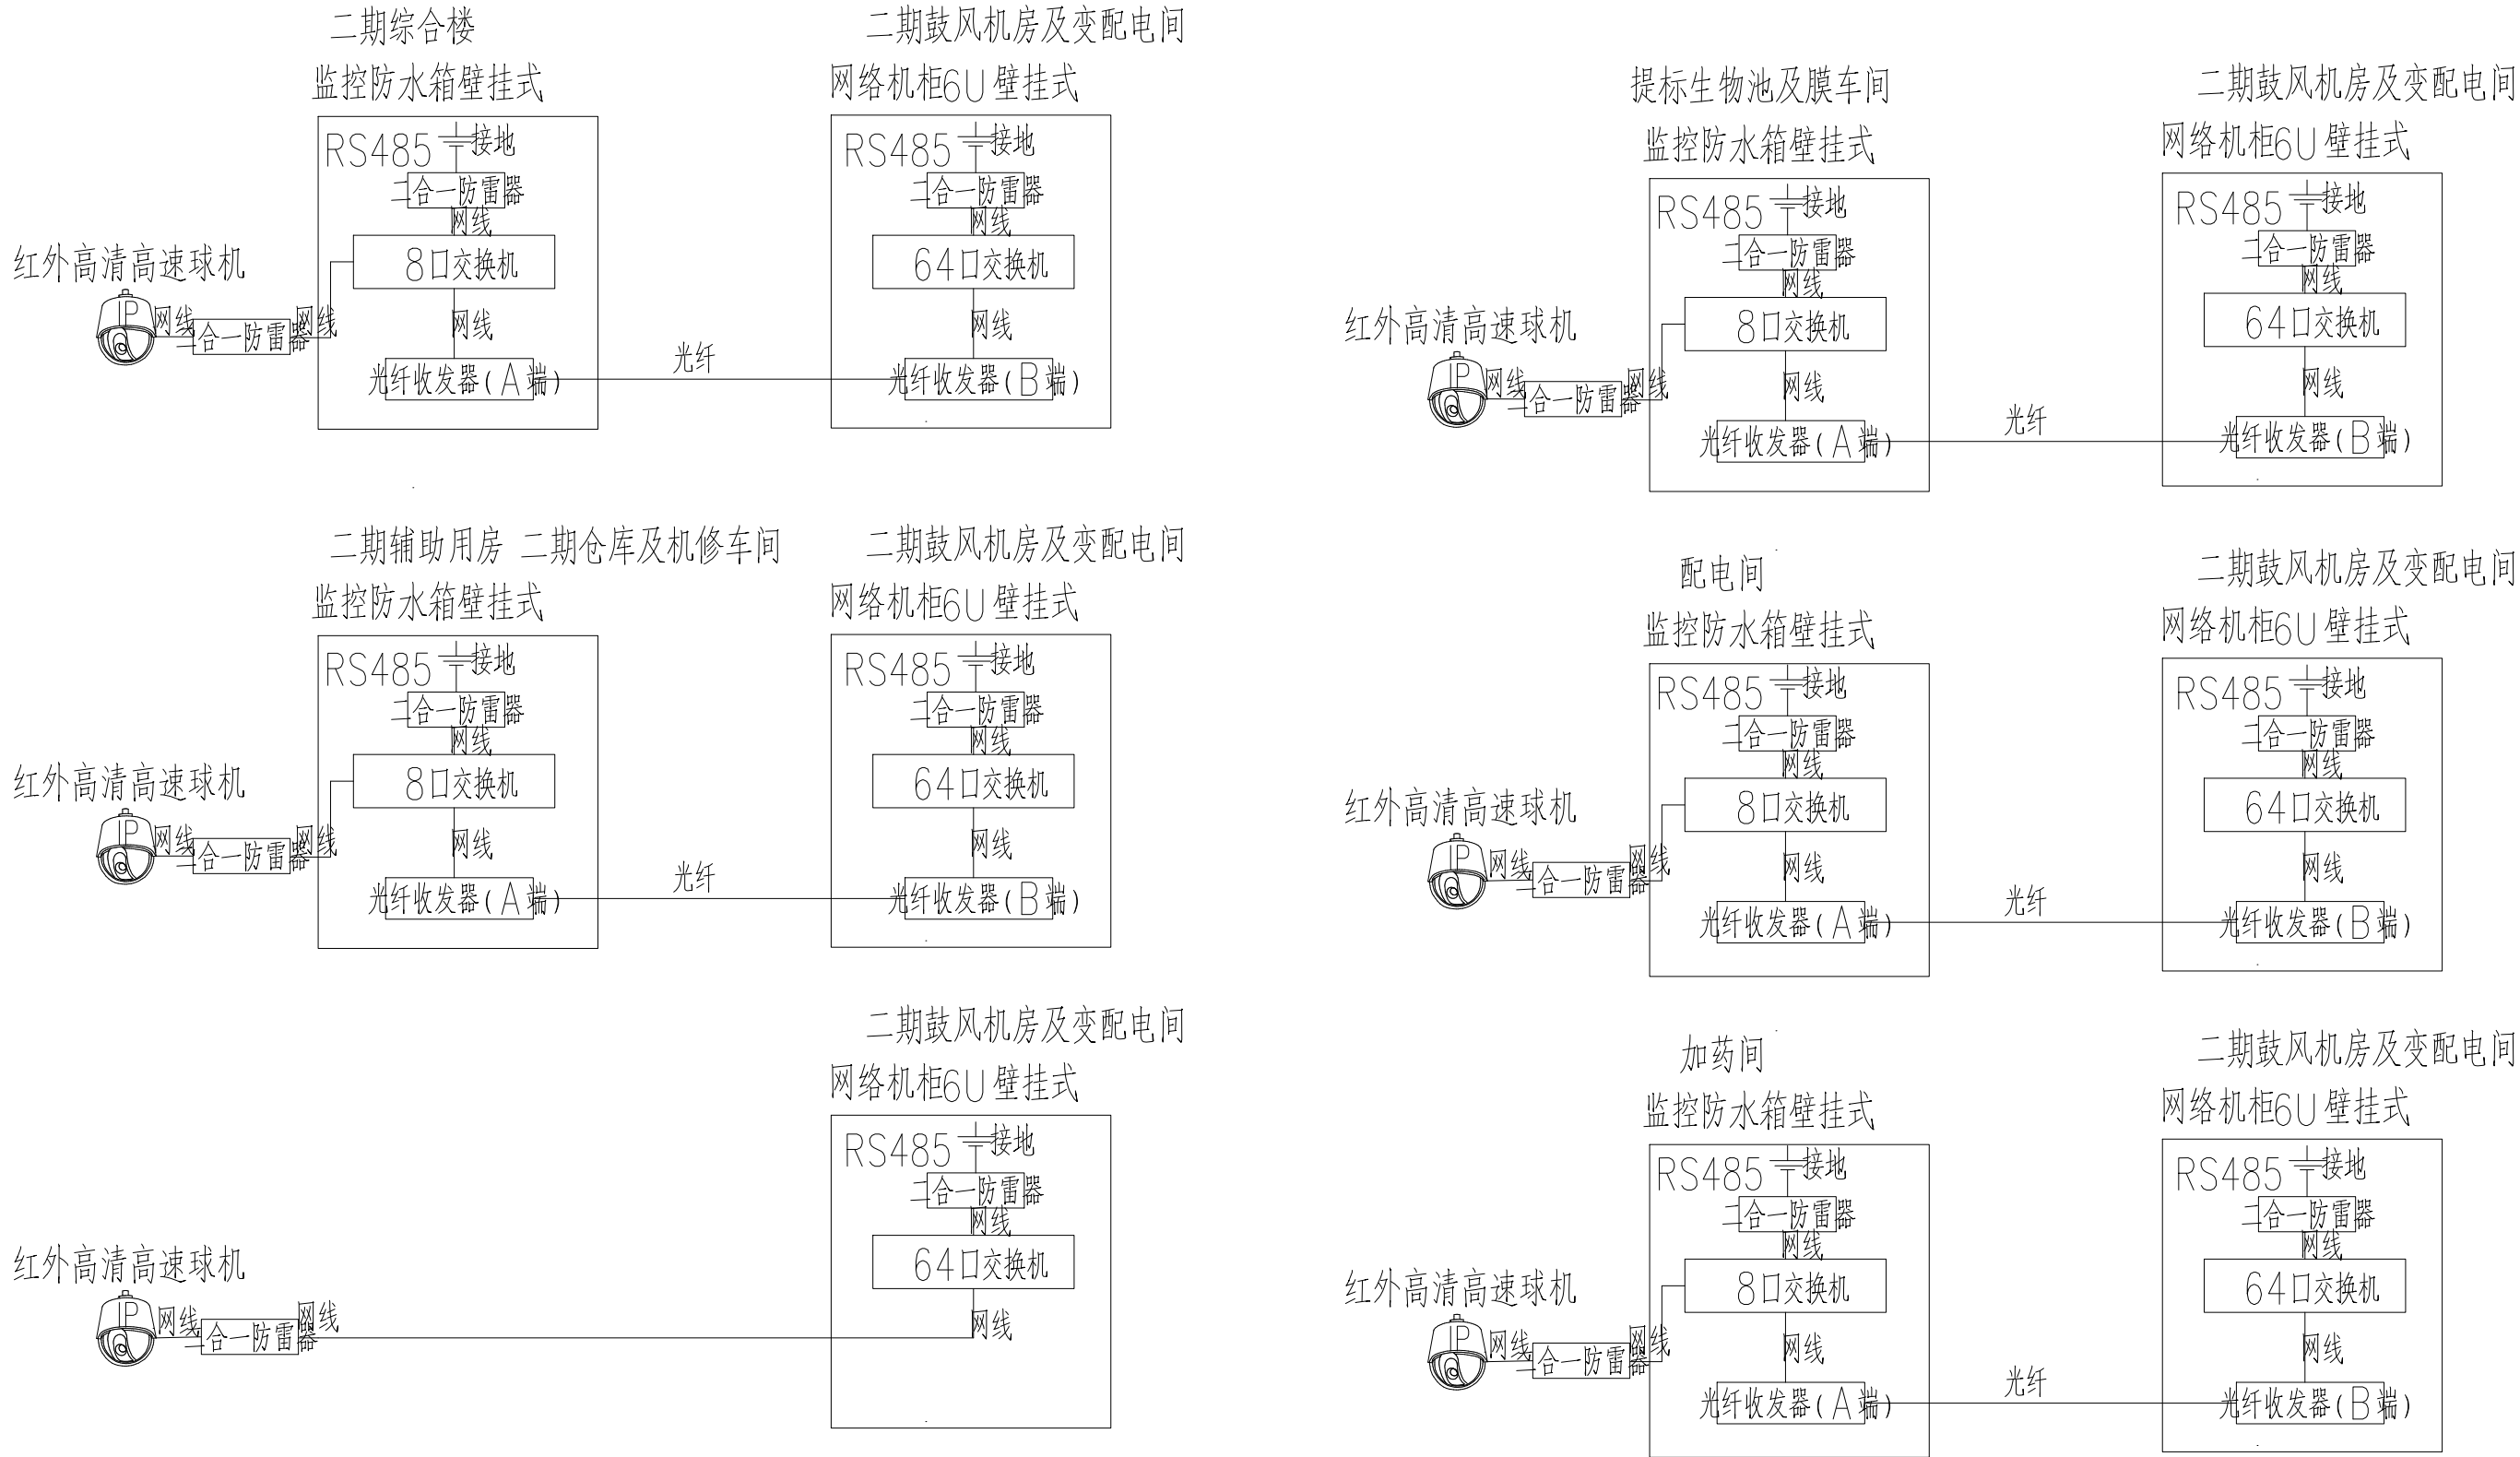 二期综合楼
监控防水箱壁挂式
RS485
接地
二合一防雷器
网线
8口交换机
网线
光纤收发器(A端)
红外高清高速球机
IP
网线
二合一防雷器
网线
光纤
二期鼓风机房及变配电间
网络机柜6U壁挂式
RS485
接地
二合一防雷器
网线
64口交换机
网线
光纤收发器(B端)
提标生物池及膜车间
监控防水箱壁挂式
RS485
接地
二合一防雷器
网线
8口交换机
网线
光纤收发器(A端)
红外高清高速球机
IP
网线
二合一防雷器
网线
光纤
二期鼓风机房及变配电间
网络机柜6U壁挂式
RS485
接地
二合一防雷器
网线
64口交换机
网线
光纤收发器(B端)
二期辅助用房 二期仓库及机修车间
监控防水箱壁挂式
RS485
接地
二合一防雷器
网线
8口交换机
网线
光纤收发器(A端)
红外高清高速球机
IP
网线
二合一防雷器
网线
光纤
二期鼓风机房及变配电间
网络机柜6U壁挂式
RS485
接地
二合一防雷器
网线
64口交换机
网线
光纤收发器(B端)
配电间
监控防水箱壁挂式
RS485
接地
二合一防雷器
网线
8口交换机
网线
光纤收发器(A端)
红外高清高速球机
IP
网线
二合一防雷器
网线
光纤
二期鼓风机房及变配电间
网络机柜6U壁挂式
RS485
接地
二合一防雷器
网线
64口交换机
网线
光纤收发器(B端)
二期鼓风机房及变配电间
网络机柜6U壁挂式
RS485
接地
二合一防雷器
网线
64口交换机
网线
红外高清高速球机
IP
网线
二合一防雷器
网线
加药间
监控防水箱壁挂式
RS485
接地
二合一防雷器
网线
8口交换机
网线
光纤收发器(A端)
红外高清高速球机
IP
网线
二合一防雷器
网线
光纤
二期鼓风机房及变配电间
网络机柜6U壁挂式
RS485
接地
二合一防雷器
网线
64口交换机
网线
光纤收发器(B端)